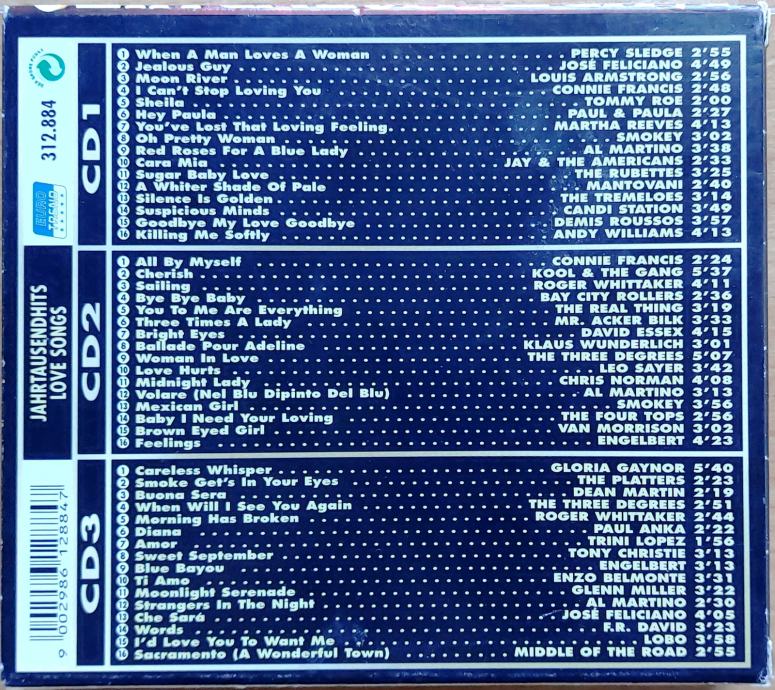 312.884
EURO TREND
JAHRTAUSENDHITS
LOVE SONGS
9 002986 128847
CD1
1 When A Man Loves A Woman PERCY SLEDGE 2'55
2 Jealous Guy JOSÉ FELICIANO 4'49
3 Moon River LOUIS ARMSTRONG 2'56
4 I Can't Stop Loving You CONNIE FRANCIS 2'48
5 Sheila TOMMY ROE 2'00
6 Hey Paula PAUL & PAULA 2'27
7 You've Lost That Loving Feeling MARTHA REEVES 4'13
8 Oh Pretty Woman SMOKEY 3'02
9 Red Roses For A Blue Lady AL MARTINO 3'38
10 Cara Mia JAY & THE AMERICANS 2'33
11 Sugar Baby Love THE RUBETTES 3'25
12 A Whiter Shade Of Pale MANTOVANI 2'40
13 Silence Is Golden THE TREMELOES 3'14
14 Suspicious Minds CANDI STATION 3'49
15 Goodbye My Love Goodbye DEMIS ROUSSOS 3'57
16 Killing Me Softly ANDY WILLIAMS 4'13
CD2
1 All By Myself CONNIE FRANCIS 2'24
2 Cherish KOOL & THE GANG 5'37
3 Sailing ROGER WHITTAKER 4'11
4 Bye Bye Baby BAY CITY ROLLERS 2'36
5 You To Me Are Everything THE REAL THING 3'19
6 Three Times A Lady MR. ACKER BILK 3'33
7 Bright Eyes DAVID ESSEX 4'15
8 Ballade Pour Adeline KLAUS WUNDERLICH 3'01
9 Woman In Love THE THREE DEGREES 5'07
10 Love Hurts LEO SAYER 3'42
11 Midnight Lady CHRIS NORMAN 4'08
12 Volare (Nel Blu Dipinto Del Blu) AL MARTINO 3'13
13 Mexican Girl SMOKEY 3'56
14 Baby I Need Your Loving THE FOUR TOPS 2'56
15 Brown Eyed Girl VAN MORRISON 3'02
16 Feelings ENGELBERT 4'23
CD3
1 Careless Whisper GLORIA GAYNOR 5'40
2 Smoke Get's In Your Eyes THE PLATTERS 2'23
3 Buona Sera DEAN MARTIN 2'19
4 When Will I See You Again THE THREE DEGREES 2'51
5 Morning Has Broken ROGER WHITTAKER 2'44
6 Diana PAUL ANKA 2'22
7 Amor TRINI LOPEZ 1'56
8 Sweet September TONY CHRISTIE 3'13
9 Blue Bayou ENGELBERT 3'13
10 Ti Amo ENZO BELMONTE 3'31
11 Moonlight Serenade GLENN MILLER 3'22
12 Strangers In The Night AL MARTINO 2'30
13 Che Sará JOSÉ FELICIANO 4'05
14 Words F.R. DAVID 3'23
15 I'd Love You To Want Me LOBO 3'58
16 Sacramento (A Wonderful Town) MIDDLE OF THE ROAD 2'55